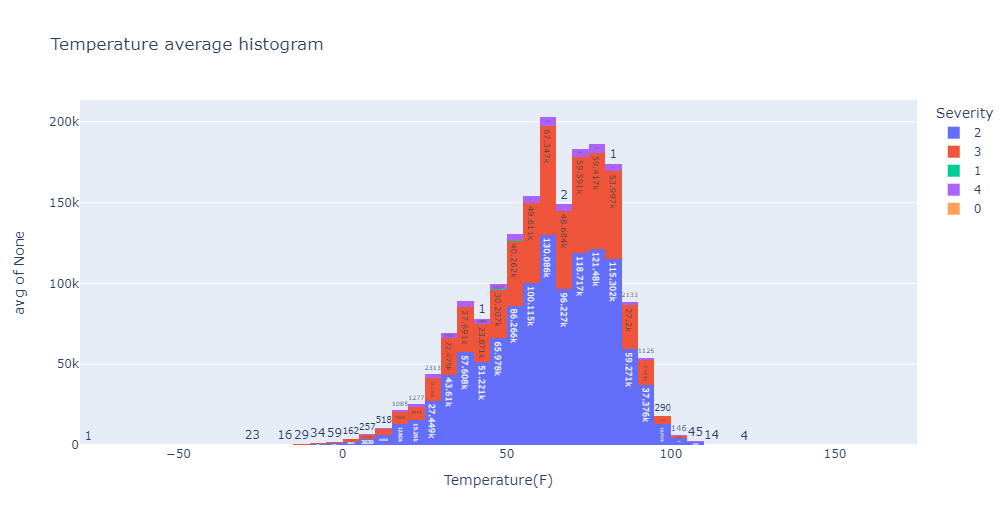 Temperature average histogram
Severity
2
3
1
4
0
avg of None
200k
150k
100k
50k
0
−50
0
50
100
150
Temperature(F)
1
23
16
29
34
59
162
257
518
1085
1277
2313
27.449k
43.61k
22.475k
57.608k
27.691k
1
51.221k
23.871k
65.978k
30.207k
86.266k
40.262k
100.115k
49.611k
130.086k
67.347k
2
96.227k
48.684k
118.717k
59.591k
121.48k
59.417k
1
115.302k
53.997k
2133
59.271k
27.2k
1125
37.376k
290
146
45
14
4